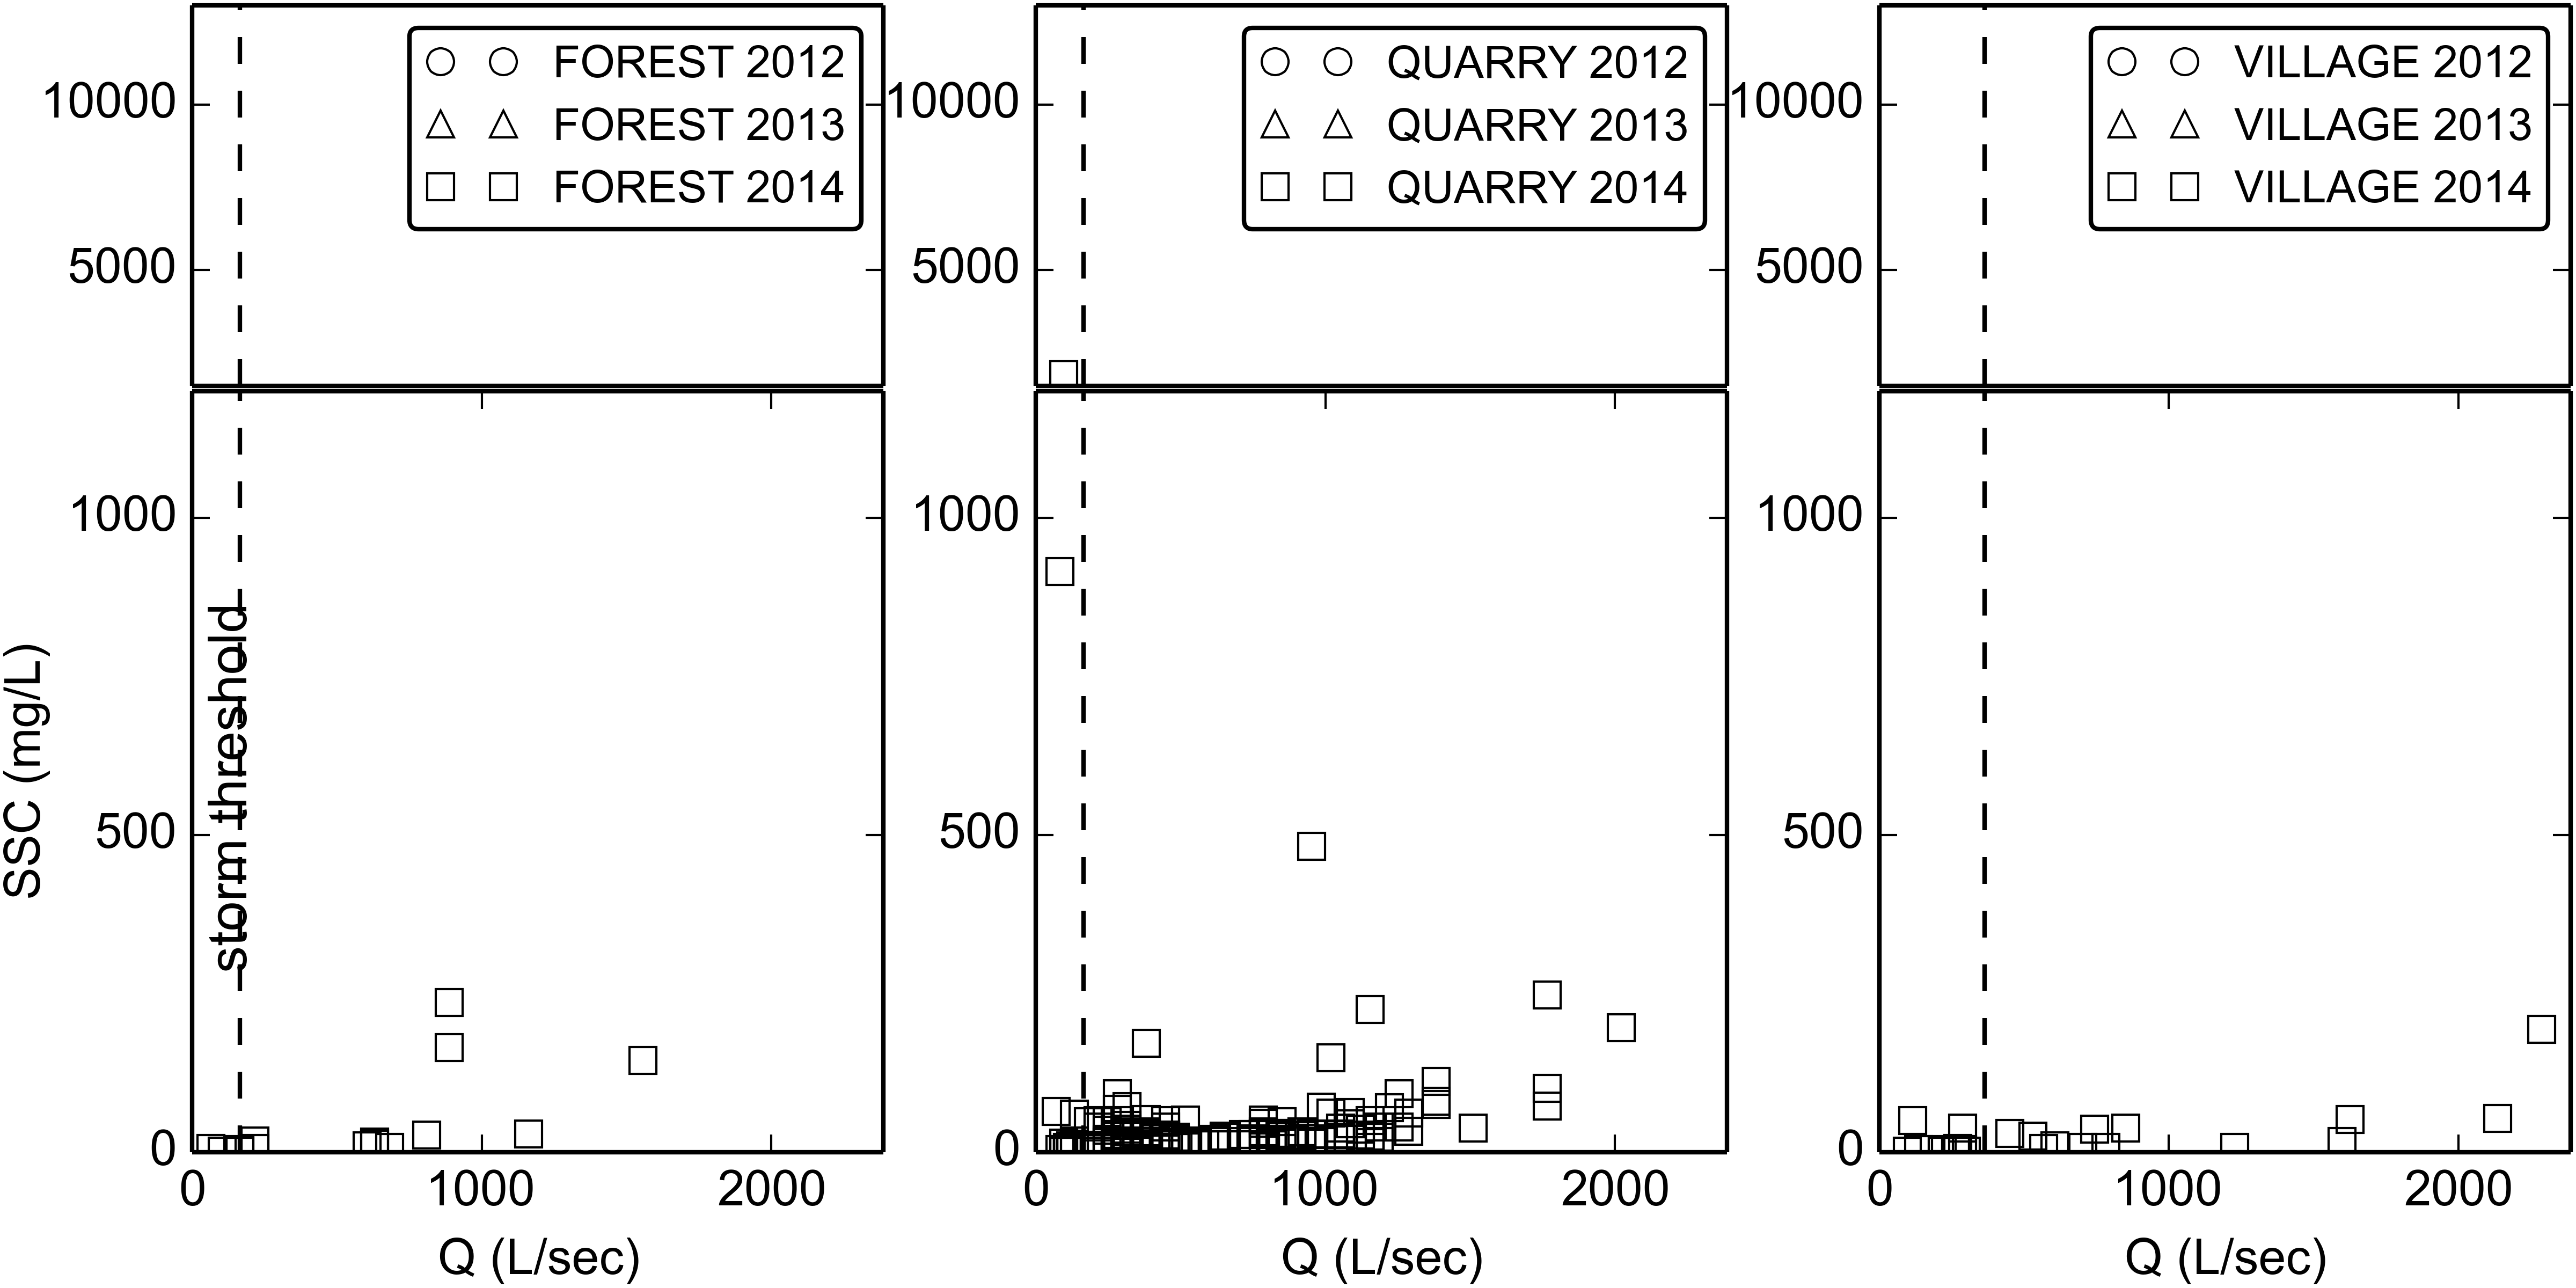 FOREST 2012
FOREST 2013
FOREST 2014
QUARRY 2012
QUARRY 2013
QUARRY 2014
VILLAGE 2012
VILLAGE 2013
VILLAGE 2014
10000
5000
10000
5000
10000
5000
SSC (mg/L)
1000
500
0
storm threshold
1000
500
0
1000
500
0
0 1000 2000
0 1000 2000
0 1000 2000
Q (L/sec)
Q (L/sec)
Q (L/sec)